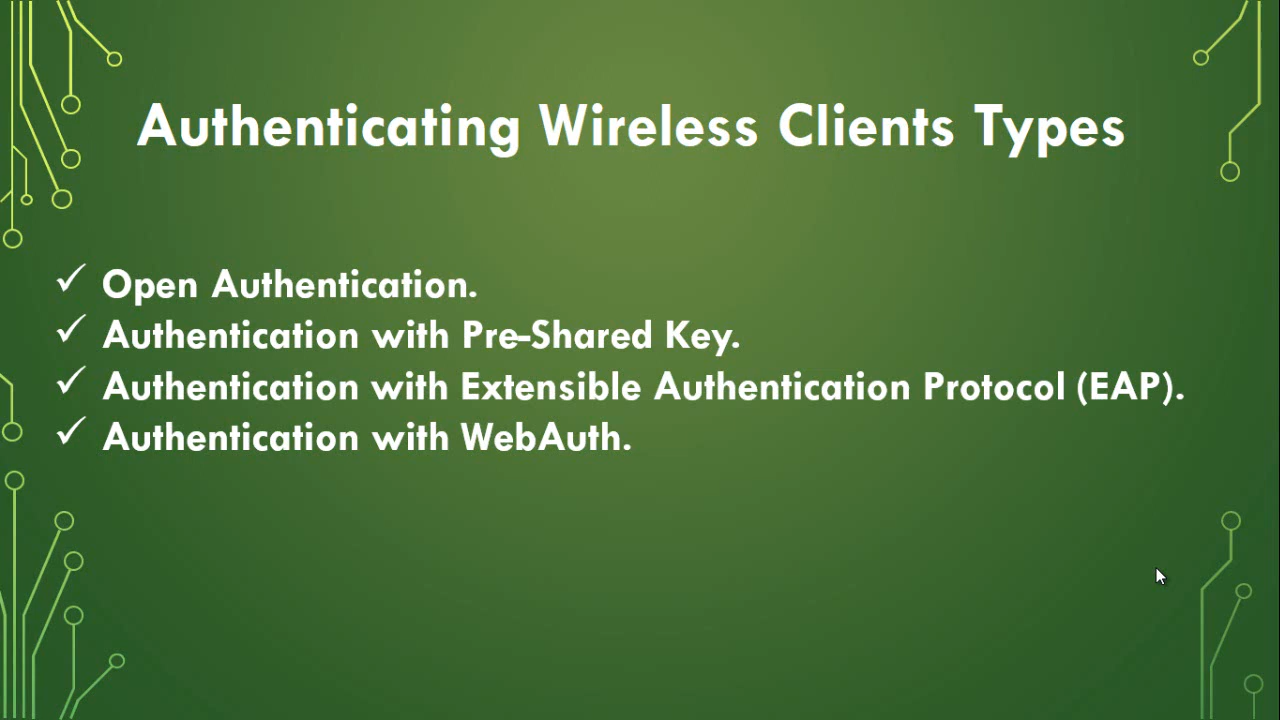 Authenticating Wireless Clients Types
✓ Open Authentication.
✓ Authentication with Pre-Shared Key.
✓ Authentication with Extensible Authentication Protocol (EAP).
✓ Authentication with WebAuth.